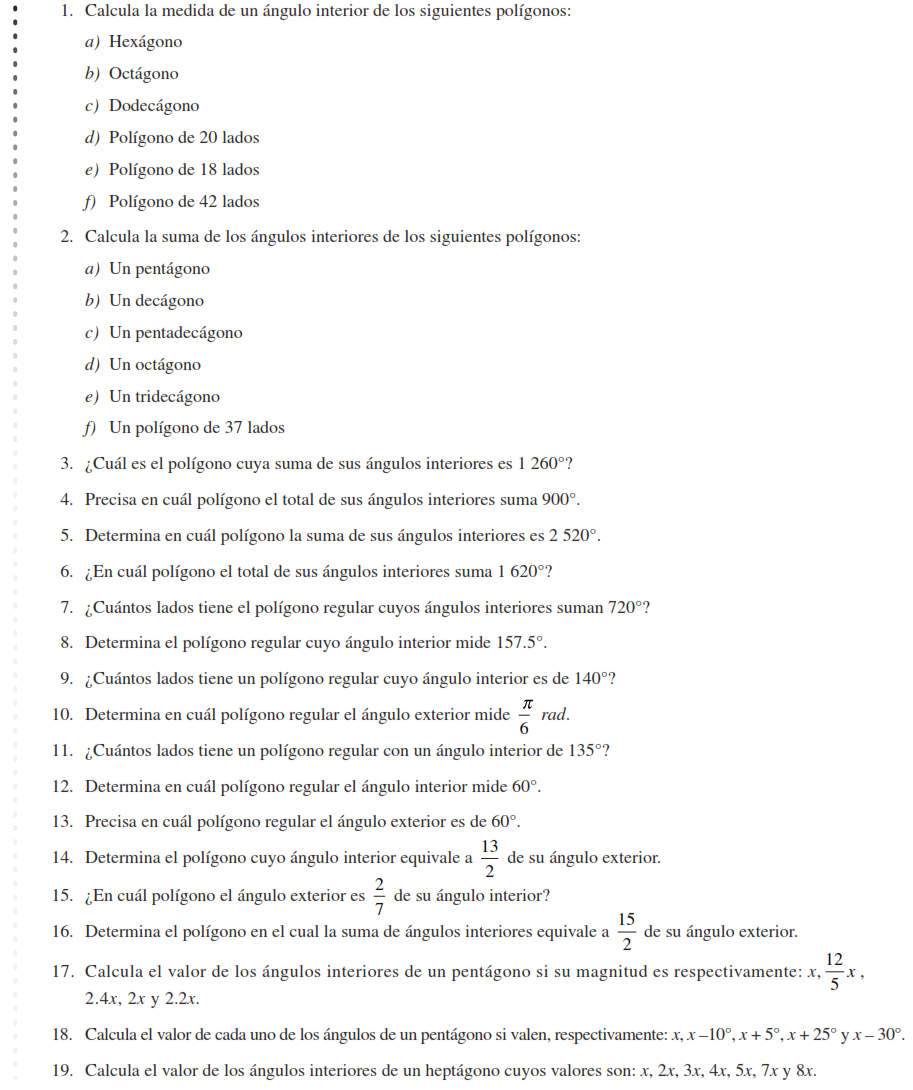 1. Calcula la medida de un ángulo interior de los siguientes polígonos:
a) Hexágono
b) Octágono
c) Dodecágono
d) Polígono de 20 lados
e) Polígono de 18 lados
f) Polígono de 42 lados
2. Calcula la suma de los ángulos interiores de los siguientes polígonos:
a) Un pentágono
b) Un decágono
c) Un pentadecágono
d) Un octágono
e) Un tridecágono
f) Un polígono de 37 lados
3. ¿Cuál es el polígono cuya suma de sus ángulos interiores es 1 260°?
4. Precisa en cuál polígono el total de sus ángulos interiores suma 900°.
5. Determina en cuál polígono la suma de sus ángulos interiores es 2 520°.
6. ¿En cuál polígono el total de sus ángulos interiores suma 1 620°?
7. ¿Cuántos lados tiene el polígono regular cuyos ángulos interiores suman 720°?
8. Determina el polígono regular cuyo ángulo interior mide 157.5°.
9. ¿Cuántos lados tiene un polígono regular cuyo ángulo interior es de 140°?
10. Determina en cuál polígono regular el ángulo exterior mide π/6 rad.
11. ¿Cuántos lados tiene un polígono regular con un ángulo interior de 135°?
12. Determina en cuál polígono regular el ángulo interior mide 60°.
13. Precisa en cuál polígono regular el ángulo exterior es de 60°.
14. Determina el polígono cuyo ángulo interior equivale a 13/2 de su ángulo exterior.
15. ¿En cuál polígono el ángulo exterior es 2/7 de su ángulo interior?
16. Determina el polígono en el cual la suma de ángulos interiores equivale a 15/2 de su ángulo exterior.
17. Calcula el valor de los ángulos interiores de un pentágono si su magnitud es respectivamente: x, 12/5 x,
2.4x, 2x y 2.2x.
18. Calcula el valor de cada uno de los ángulos de un pentágono si valen, respectivamente: x, x –10°, x + 5°, x + 25° y x – 30°.
19. Calcula el valor de los ángulos interiores de un heptágono cuyos valores son: x, 2x, 3x, 4x, 5x, 7x y 8x.